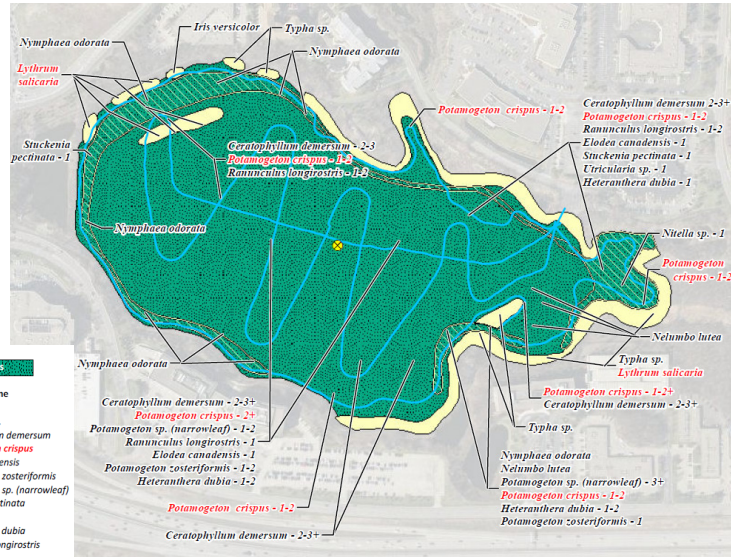 Iris versicolor
Typha sp.
Nymphaea odorata
Nymphaea odorata
Lythrum
salicaria
Potamogeton crispus - 1-2
Ceratophyllum demersum 2-3+
Potamogeton crispus - 1-2
Ranunculus longirostris - 1-2
Elodea canadensis - 1
Stuckenia pectinata - 1
Utricularia sp. - 1
Heteranthera dubia - 1
Stuckenia
pectinata - 1
Ceratophyllum demersum - 2-3
Potamogeton crispus - 1-2
Ranunculus longirostris - 1-2
Nymphaea odorata
Nitella sp. - 1
Potamogeton
crispus - 1-2
Nelumbo lutea
Typha sp.
Lythrum salicaria
Nymphaea odorata
Potamogeton crispus - 1-2+
Ceratophyllum demersum - 2-3+
Typha sp.
Ceratophyllum demersum - 2-3+
Potamogeton crispus - 2+
Potamogeton sp. (narrowleaf) - 1-2
Ranunculus longirostris - 1
Elodea canadensis - 1
Potamogeton zosteriformis - 1-2
Heteranthera dubia - 1-2
Nymphaea odorata
Nelumbo lutea
Potamogeton sp. (narrowleaf) - 3+
Potamogeton crispus - 1-2
Heteranthera dubia - 1-2
Potamogeton zosteriformis - 1
Potamogeton crispus - 1-2
Ceratophyllum demersum - 2-3+
demersum
crispus
zosteriformis
sp. (narrowleaf)
dubia